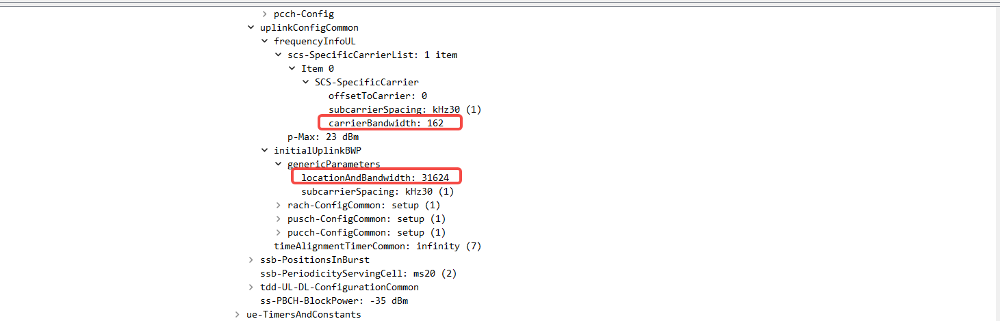 pcch-Config
uplinkConfigCommon
frequencyInfoUL
scs-SpecificCarrierList: 1 item
Item 0
SCS-SpecificCarrier
offsetToCarrier: 0
subcarrierSpacing: kHz30 (1)
carrierBandwidth: 162
p-Max: 23 dBm
initialUplinkBWP
genericParameters
locationAndBandwidth: 31624
subcarrierSpacing: kHz30 (1)
rach-ConfigCommon: setup (1)
pusch-ConfigCommon: setup (1)
pucch-ConfigCommon: setup (1)
timeAlignmentTimerCommon: infinity (7)
ssb-PositionsInBurst
ssb-PeriodicityServingCell: ms20 (2)
tdd-UL-DL-ConfigurationCommon
ss-PBCH-BlockPower: -35 dBm
ue-TimersAndConstants